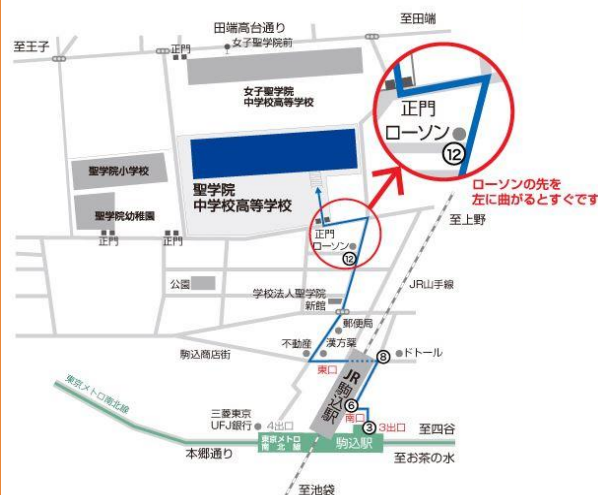 田端高台通り
至田端
至王子
女子聖学院前
正門
女子聖学院
中学校高等学校
正門
ローソン
⑫
ローソンの先を
左に曲がるとすぐです
聖学院小学校
聖学院
中学校高等学校
聖学院幼稚園
正門
正門
正門
ローソン
⑫
至上野
公園
学校法人聖学院
新館
JR山手線
郵便局
不動産
漢方薬
⑧
ドトール
駒込商店街
東口
JR
駒込駅
⑥
南口
東京メトロ南北線
三菱東京
UFJ銀行
4出口
③
3出口
至四谷
東京メトロ
南北線
駒込駅
本郷通り
至お茶の水
至池袋